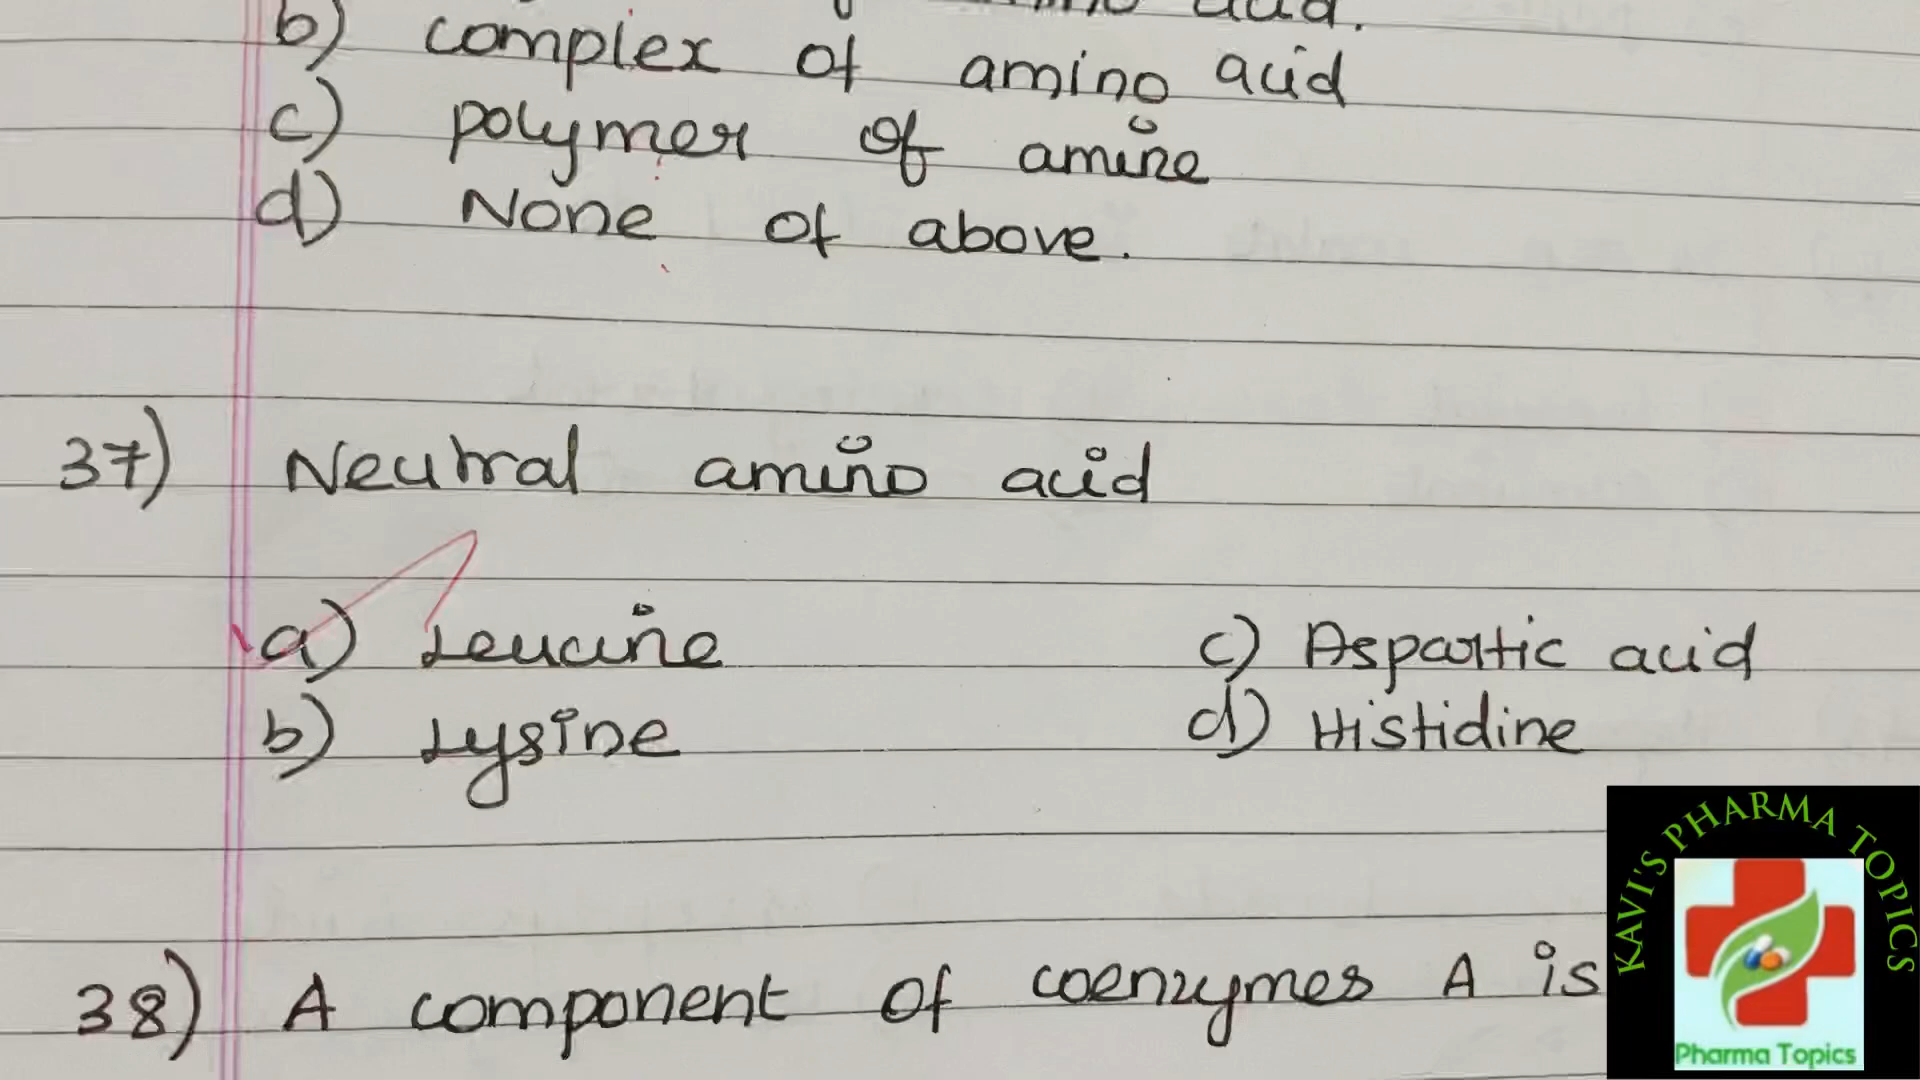 acid.
b) complex of amino acid
c) polymer of amine
d) None of above.
37) Neutral amino acid
a) Leucine
c) Aspartic acid
b) Lysine
d) Histidine
38) A component of coenzymes A is
KAVI'S PHARMA TOPICS
Pharma Topics